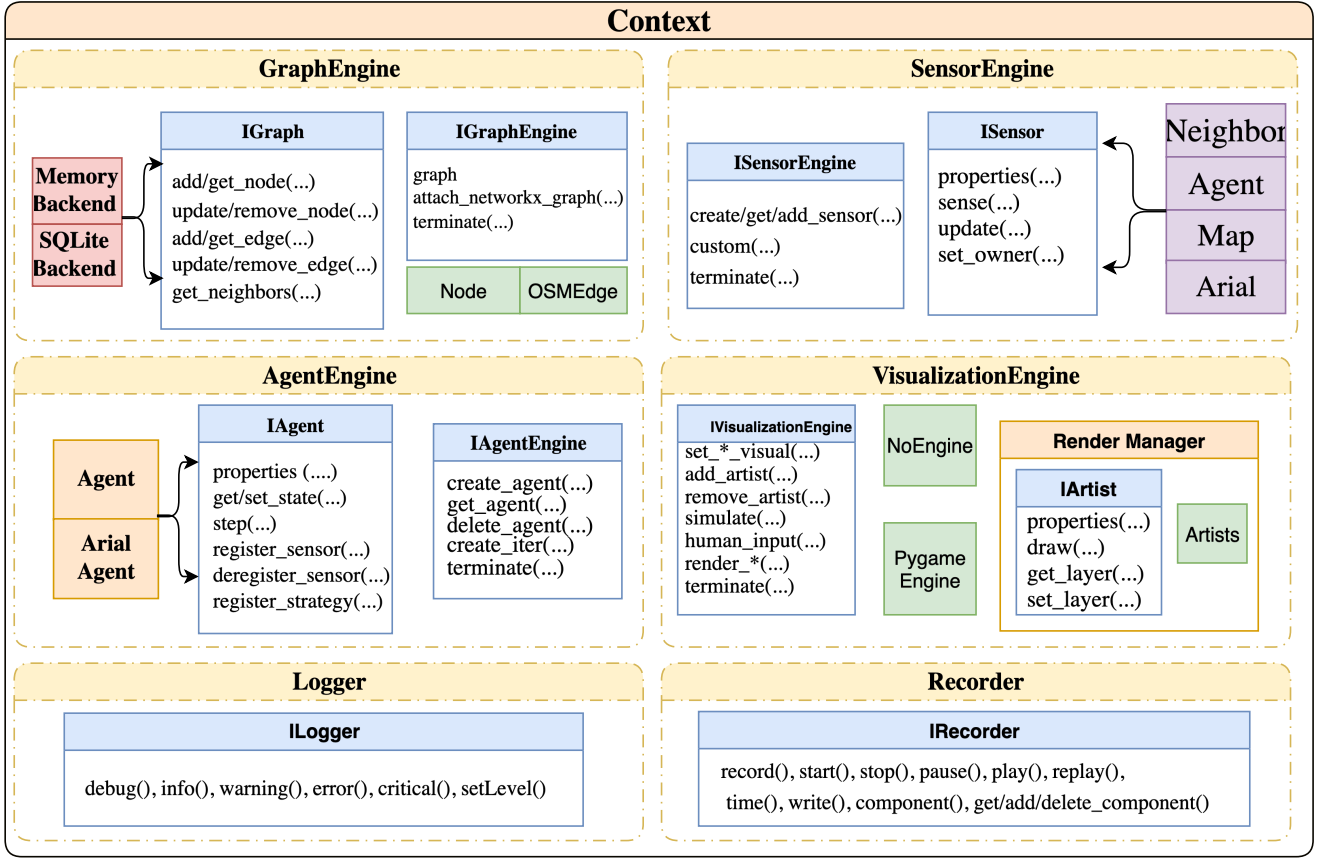 Context
GraphEngine
Memory
Backend
SQLite
Backend
IGraph
add/get_node(...)
update/remove_node(...)
add/get_edge(...)
update/remove_edge(...)
get_neighbors(...)
IGraphEngine
graph
attach_networkx_graph(...)
terminate(...)
Node
OSMEdge
SensorEngine
ISensorEngine
create/get/add_sensor(...)
custom(...)
terminate(...)
ISensor
properties(...)
sense(...)
update(...)
set_owner(...)
Neighbor
Agent
Map
Arial
AgentEngine
Agent
Arial
Agent
IAgent
properties (....)
get/set_state(...)
step(...)
register_sensor(...)
deregister_sensor(...)
register_strategy(...)
IAgentEngine
create_agent(...)
get_agent(...)
delete_agent(...)
create_iter(...)
terminate(...)
VisualizationEngine
IVisualizationEngine
set_*_visual(...)
add_artist(...)
remove_artist(...)
simulate(...)
human_input(...)
render_*(...)
terminate(...)
NoEngine
Pygame
Engine
Render Manager
IArtist
properties(...)
draw(...)
get_layer(...)
set_layer(...)
Artists
Logger
ILogger
debug(), info(), warning(), error(), critical(), setLevel()
Recorder
IRecorder
record(), start(), stop(), pause(), play(), replay(),
time(), write(), component(), get/add/delete_component()